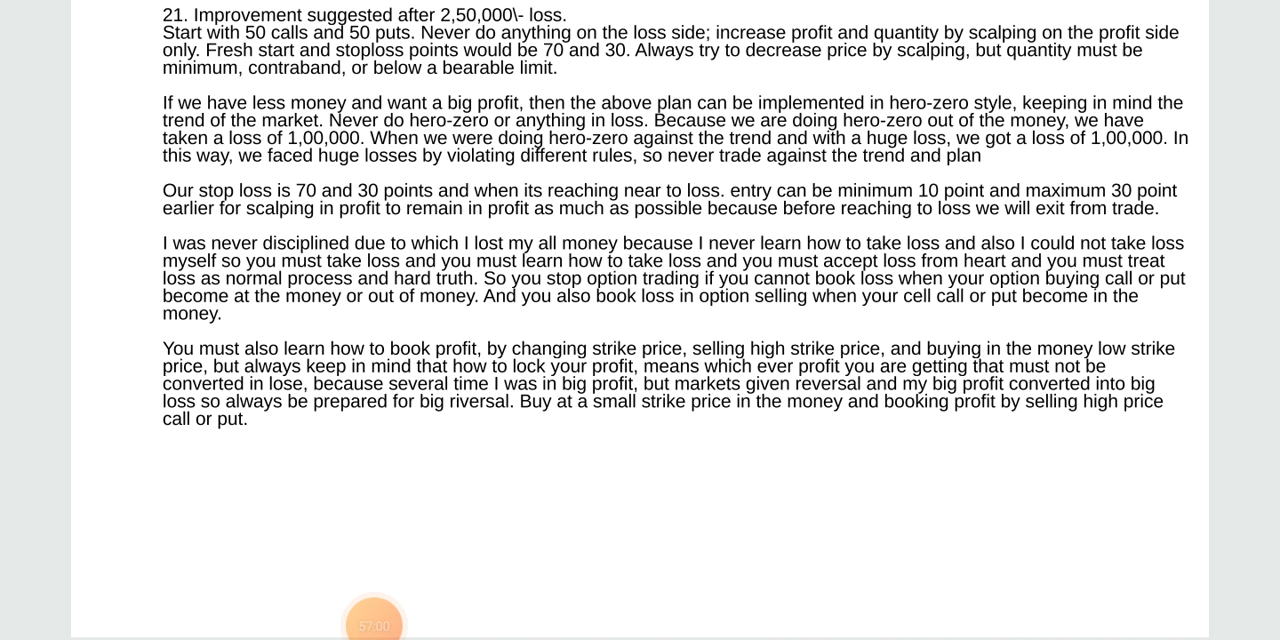 21. Improvement suggested after 2,50,000\- loss.
Start with 50 calls and 50 puts. Never do anything on the loss side; increase profit and quantity by scalping on the profit side
only. Fresh start and stoploss points would be 70 and 30. Always try to decrease price by scalping, but quantity must be
minimum, contraband, or below a bearable limit.
If we have less money and want a big profit, then the above plan can be implemented in hero-zero style, keeping in mind the
trend of the market. Never do hero-zero or anything in loss. Because we are doing hero-zero out of the money, we have
taken a loss of 1,00,000. When we were doing hero-zero against the trend and with a huge loss, we got a loss of 1,00,000. In
this way, we faced huge losses by violating different rules, so never trade against the trend and plan
Our stop loss is 70 and 30 points and when its reaching near to loss. entry can be minimum 10 point and maximum 30 point
earlier for scalping in profit to remain in profit as much as possible because before reaching to loss we will exit from trade.
I was never disciplined due to which I lost my all money because I never learn how to take loss and also I could not take loss
myself so you must take loss and you must learn how to take loss and you must accept loss from heart and you must treat
loss as normal process and hard truth. So you stop option trading if you cannot book loss when your option buying call or put
become at the money or out of money. And you also book loss in option selling when your cell call or put become in the
money.
You must also learn how to book profit, by changing strike price, selling high strike price, and buying in the money low strike
price, but always keep in mind that how to lock your profit, means which ever profit you are getting that must not be
converted in lose, because several time I was in big profit, but markets given reversal and my big profit converted into big
loss so always be prepared for big riversal. Buy at a small strike price in the money and booking profit by selling high price
call or put.
57:00